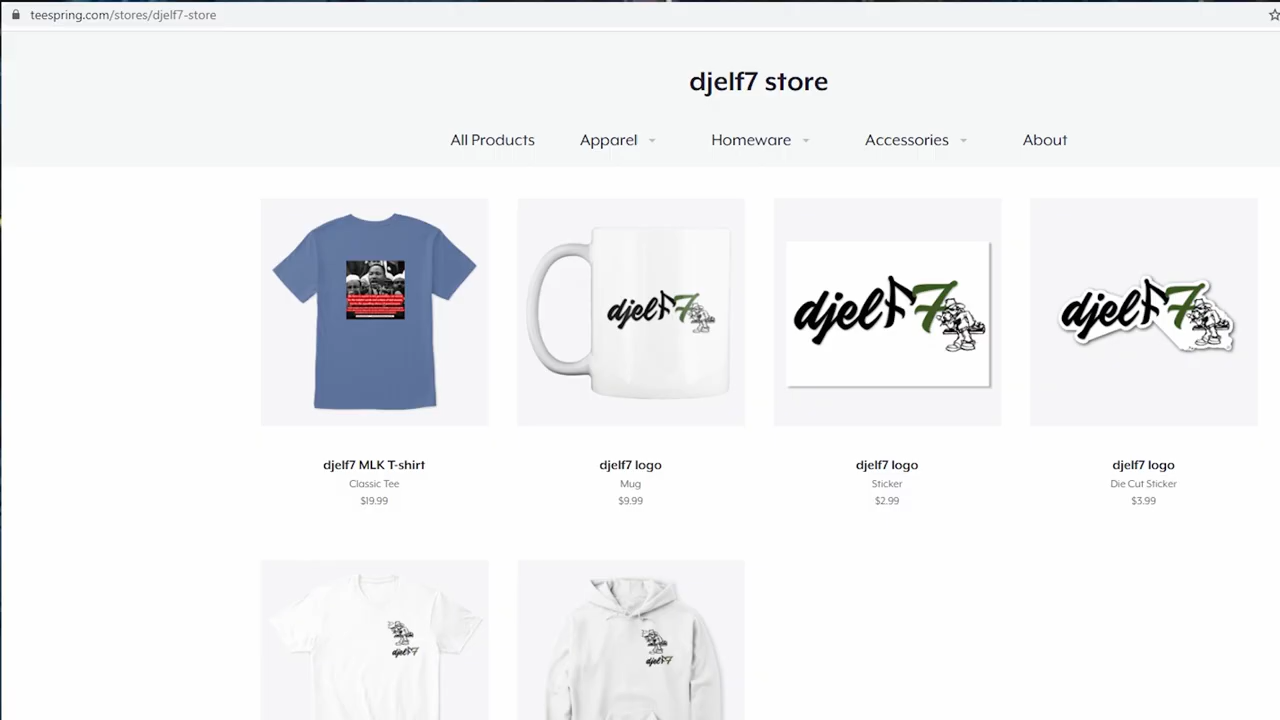 teespring.com/stores/djelf7-store
djelf7 store
All Products Apparel Homeware Accessories About
djelf7
djelf7
djelf7
djelf7 MLK T-shirt
Classic Tee
$19.99
djelf7 logo
Mug
$9.99
djelf7 logo
Sticker
$2.99
djelf7 logo
Die Cut Sticker
$3.99
djelf7
djelf7